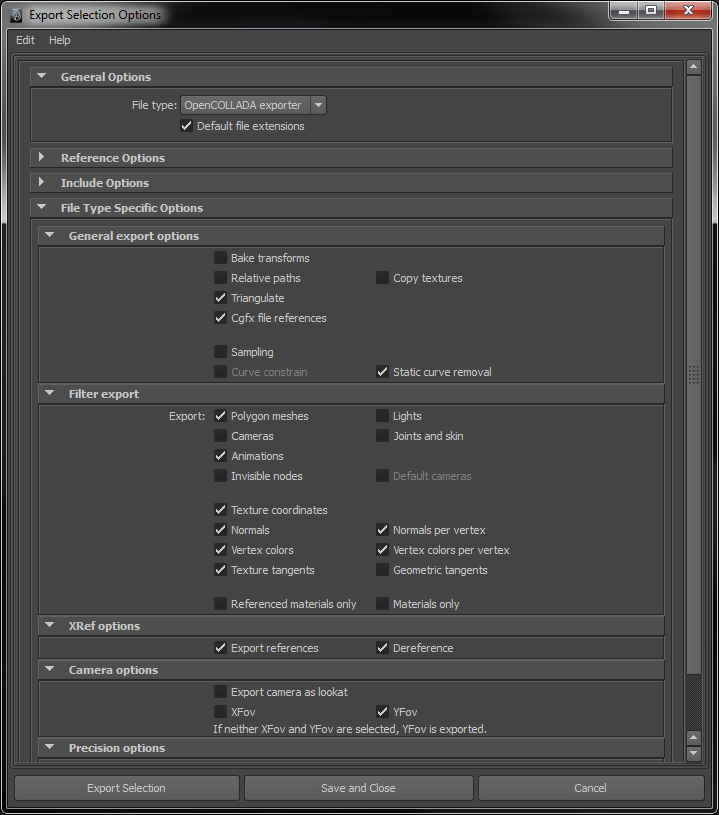 Export Selection Options
Edit Help
General Options
File type: OpenCOLLADA exporter
Default file extensions
Reference Options
Include Options
File Type Specific Options
General export options
Bake transforms
Relative paths Copy textures
Triangulate
Cgfx file references
Sampling
Curve constrain Static curve removal
Filter export
Export: Polygon meshes Lights
Cameras Joints and skin
Animations
Invisible nodes Default cameras
Texture coordinates
Normals Normals per vertex
Vertex colors Vertex colors per vertex
Texture tangents Geometric tangents
Referenced materials only Materials only
XRef options
Export references Dereference
Camera options
Export camera as lookat
XFov YFov
If neither XFov and YFov are selected, YFov is exported.
Precision options
Export Selection Save and Close Cancel